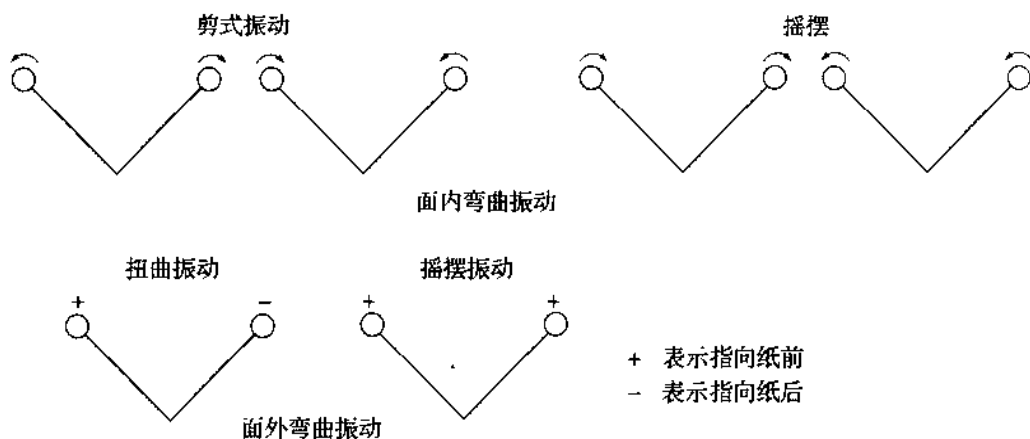 剪式振动
摇摆
面内弯曲振动
扭曲振动
摇摆振动
+ -
+ +
+ 表示指向纸前
- 表示指向纸后
面外弯曲振动